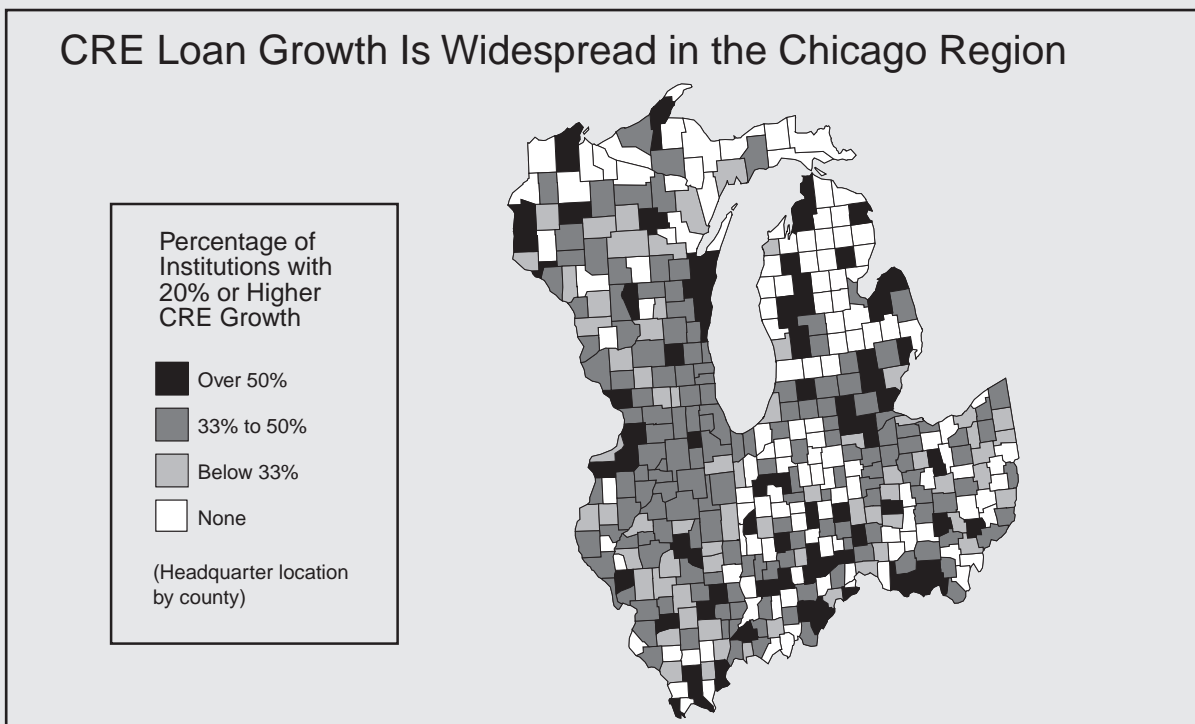 CRE Loan Growth Is Widespread in the Chicago Region
Percentage of
Institutions with
20% or Higher
CRE Growth
Over 50%
33% to 50%
Below 33%
None
(Headquarter location
by county)